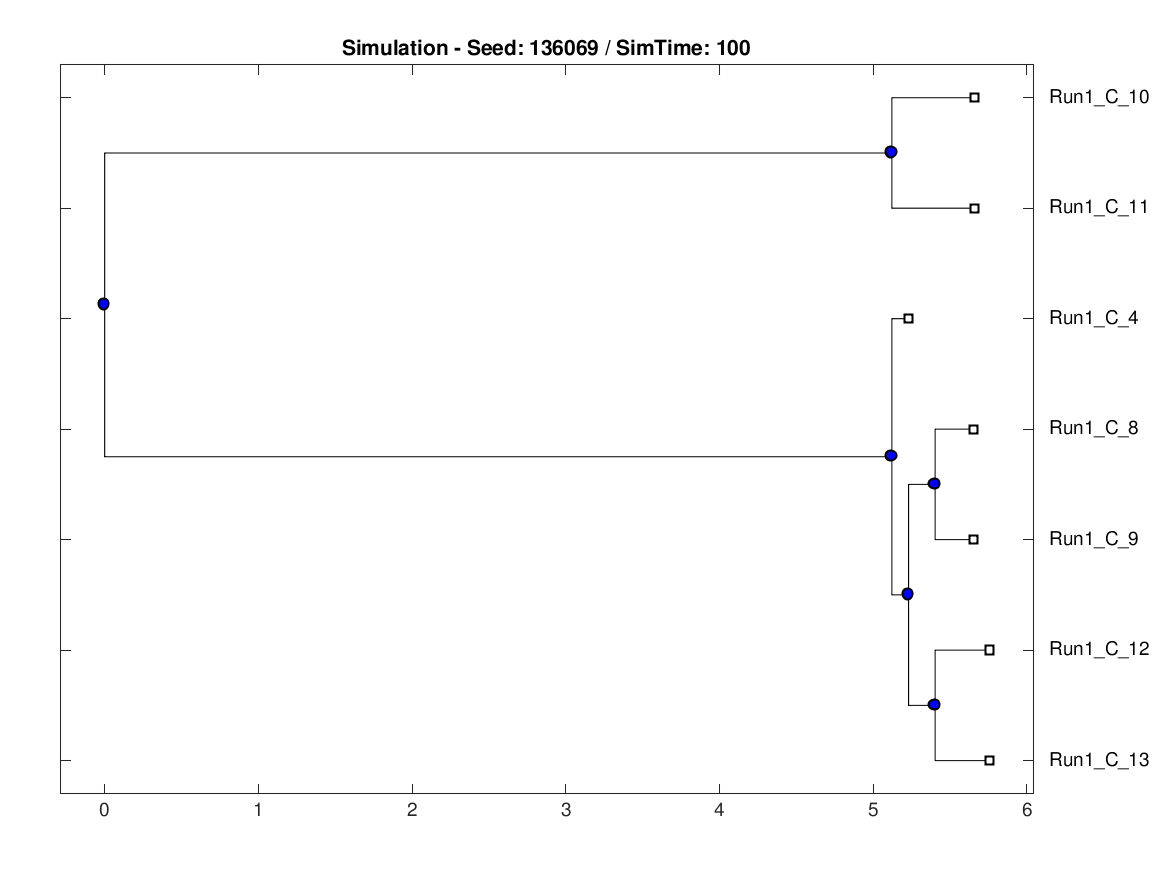 Simulation - Seed: 136069 / SimTime: 100
Run1_C_10
Run1_C_11
Run1_C_4
Run1_C_8
Run1_C_9
Run1_C_12
Run1_C_13
0 1 2 3 4 5 6